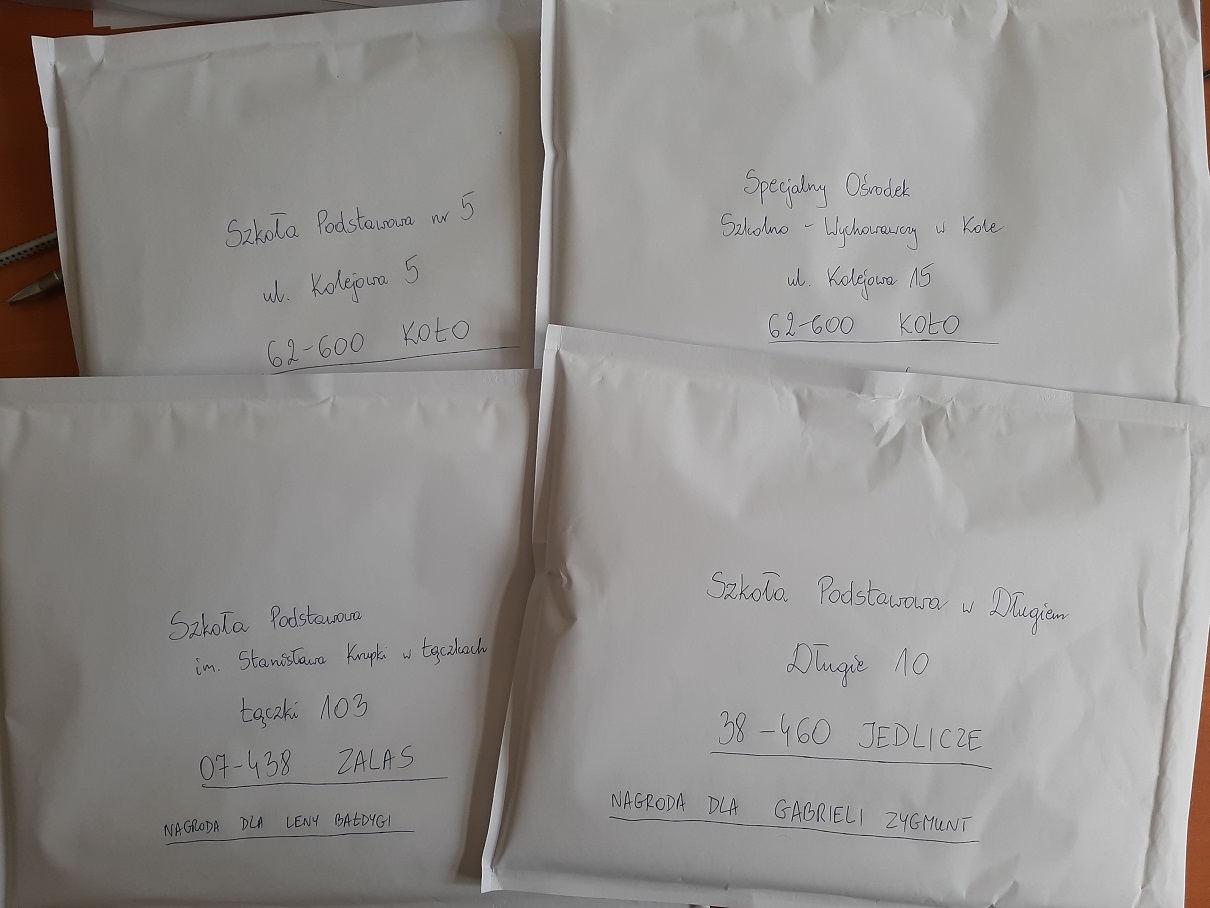 Szkoła Podstawowa nr 5
ul. Kolejowa 5
62-600 KOŁO
Specjalny Ośrodek
Szkolno - Wychowawczy w Kole
ul. Kolejowa 15
62-600 KOŁO
Szkoła Podstawowa
im. Stanisława Krupki w Łączkach
Łączki 103
07-438 ZALAS
NAGRODA DLA LENY BAŁDYGI
Szkoła Podstawowa w Długiem
Długie 10
38-460 JEDLICZE
NAGRODA DLA GABRIELI ZYGMUNT